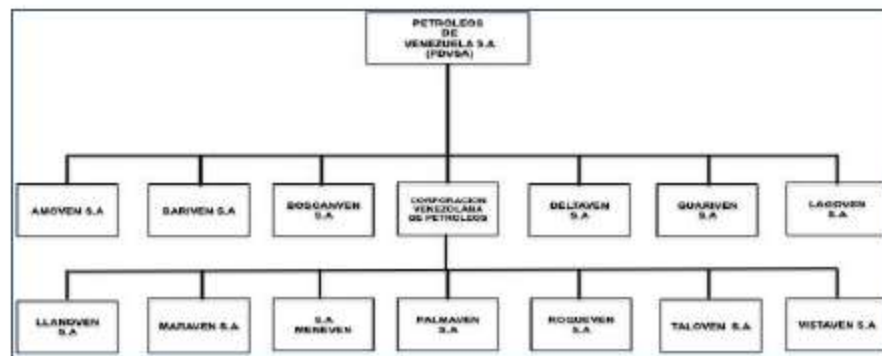 PETROLEOS
DE
VENEZUELA S.A
(PDVSA)
AMOVEN S.A
BARIVEN S.A
BOSCANVEN
S.A
CORPORACION
VENEZOLANA
DE PETROLEOS
DELTAVEN
S.A
GUARIVEN
S.A
LAGOVEN
S.A
LLANOVEN
S.A
MARAVEN S.A
S.A
MENEVEN
PALMAVEN
S.A
ROQUEVEN
S.A
TALOVEN S.A
VISTAVEN S.A